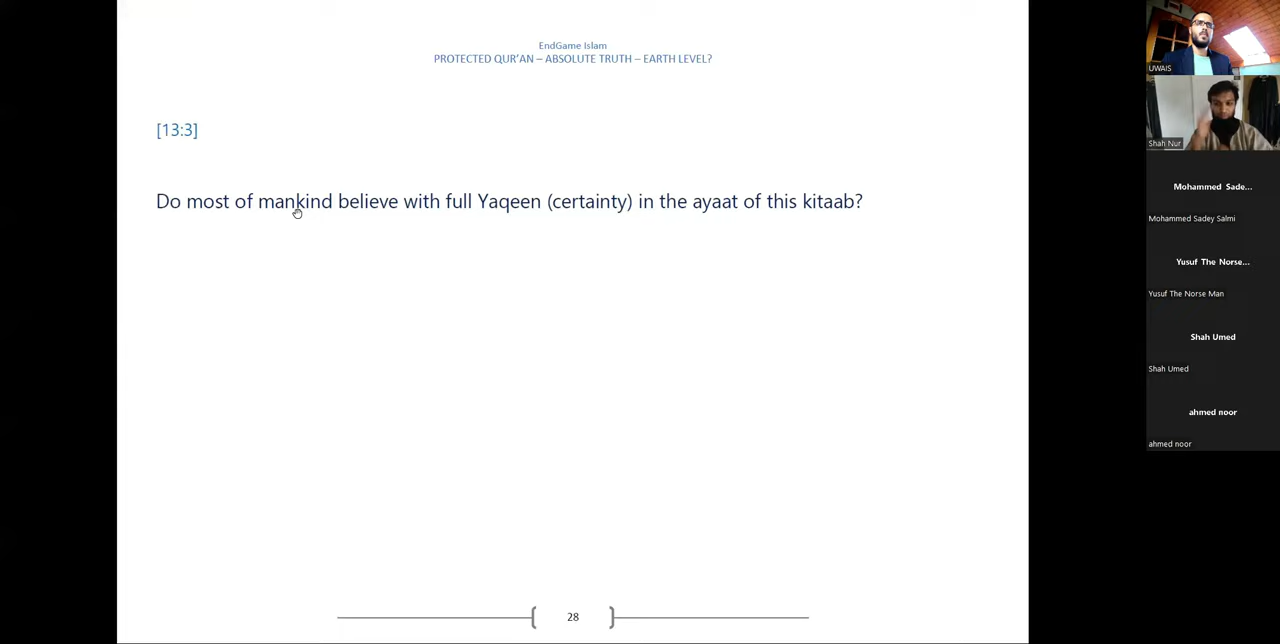 EndGame Islam
PROTECTED QUR'AN – ABSOLUTE TRUTH – EARTH LEVEL?
[13:3]
Do most of mankind believe with full Yaqeen (certainty) in the ayaat of this kitaab?
28
UWAIS
Shah Nur
Mohammed Sade...
Mohammed Sadey Salmi
Yusuf The Norse...
Yusuf The Norse Man
Shah Umed
Shah Umed
ahmed noor
ahmed noor